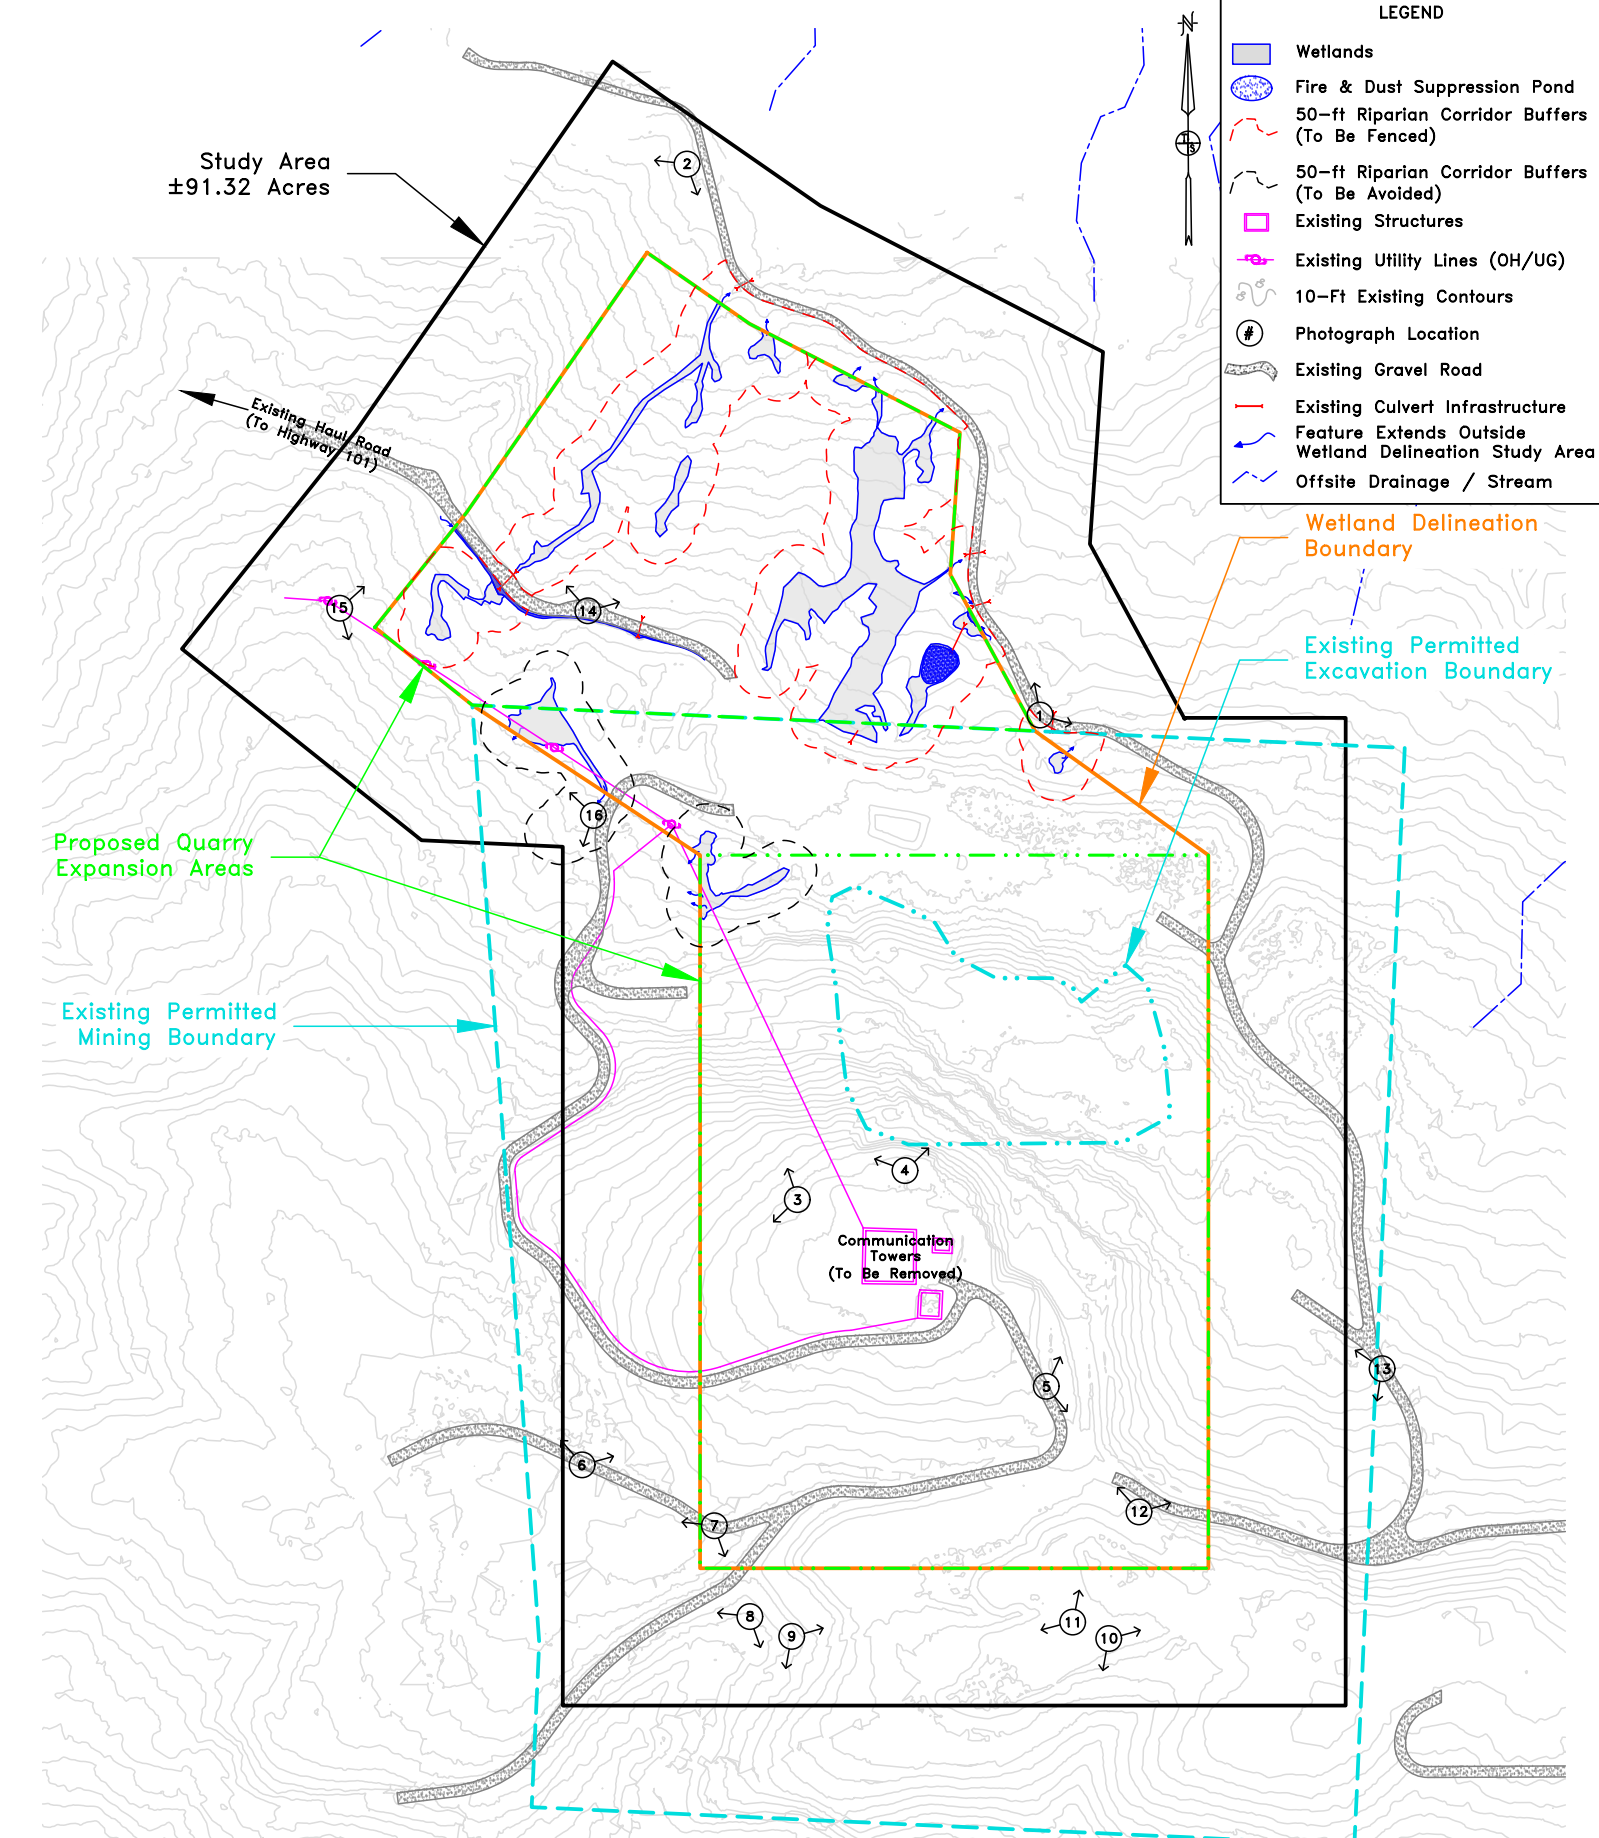 N
T
S
LEGEND
Wetlands
Fire & Dust Suppression Pond
50-ft Riparian Corridor Buffers
(To Be Fenced)
50-ft Riparian Corridor Buffers
(To Be Avoided)
Existing Structures
Existing Utility Lines (OH/UG)
10-Ft Existing Contours
#
Photograph Location
Existing Gravel Road
Existing Culvert Infrastructure
Feature Extends Outside
Wetland Delineation Study Area
Offsite Drainage / Stream
Study Area
±91.32 Acres
2
Existing Haul Road
(To Highway 101)
Wetland Delineation
Boundary
15
14
Existing Permitted
Excavation Boundary
1
16
Proposed Quarry
Expansion Areas
Existing Permitted
Mining Boundary
4
3
Communication
Towers
(To Be Removed)
13
5
6
12
7
8
9
11
10